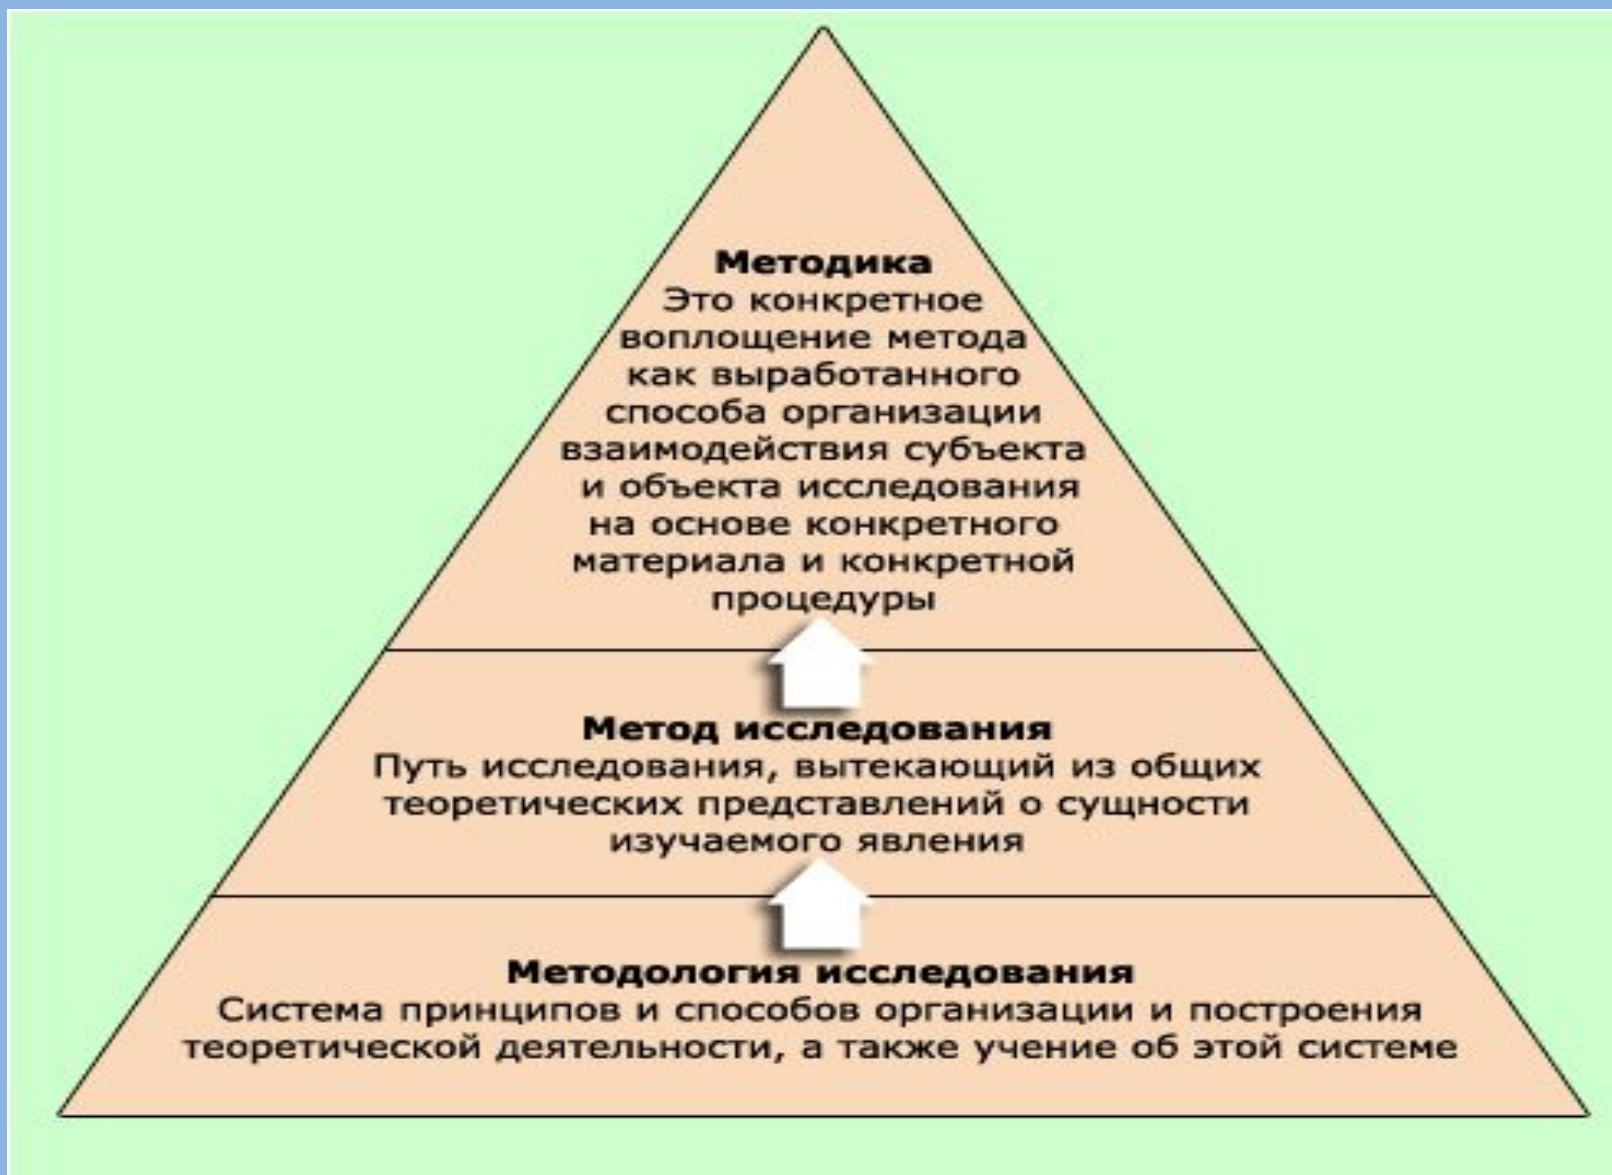 Методика
Это конкретное
воплощение метода
как выработанного
способа организации
взаимодействия субъекта
и объекта исследования
на основе конкретного
материала и конкретной
процедуры
Метод исследования
Путь исследования, вытекающий из общих
теоретических представлений о сущности
изучаемого явления
Методология исследования
Система принципов и способов организации и построения
теоретической деятельности, а также учение об этой системе